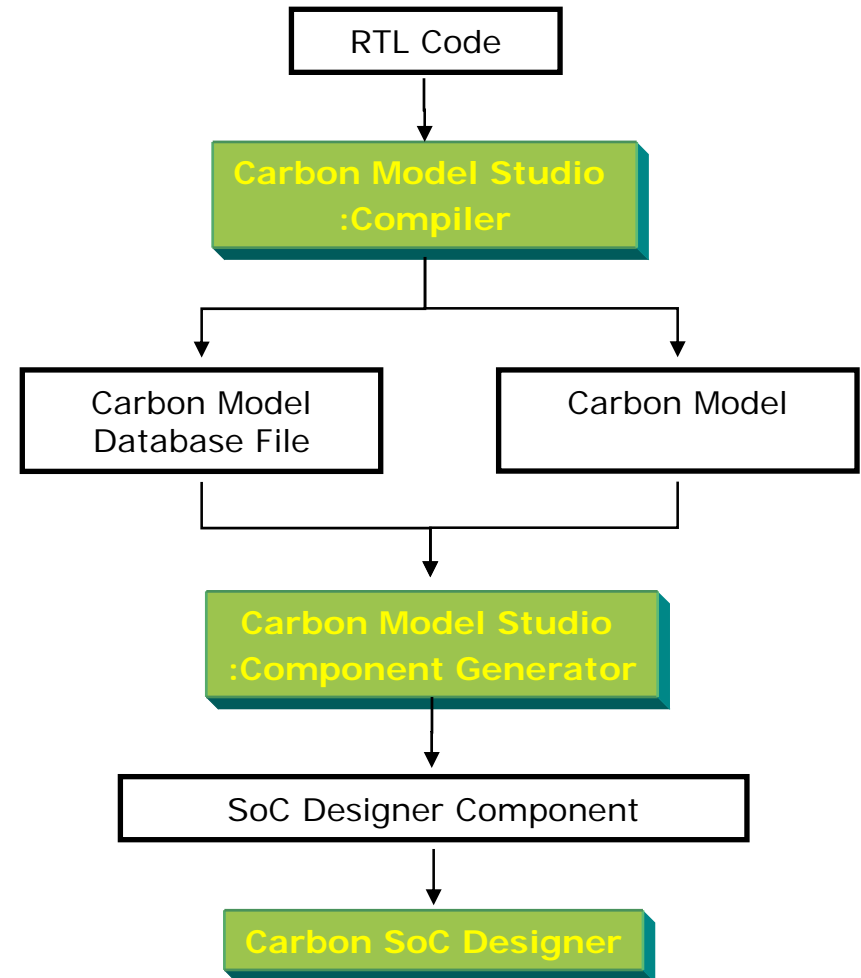 RTL Code
Carbon Model Studio
:Compiler
Carbon Model
Database File
Carbon Model
Carbon Model Studio
:Component Generator
SoC Designer Component
Carbon SoC Designer